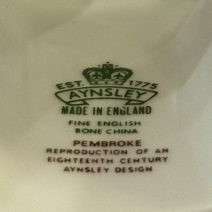 EST. 1775
AYNSLEY
MADE IN ENGLAND
FINE ENGLISH
BONE CHINA
PEMBROKE
REPRODUCTION OF AN
EIGHTEENTH CENTURY
AYNSLEY DESIGN